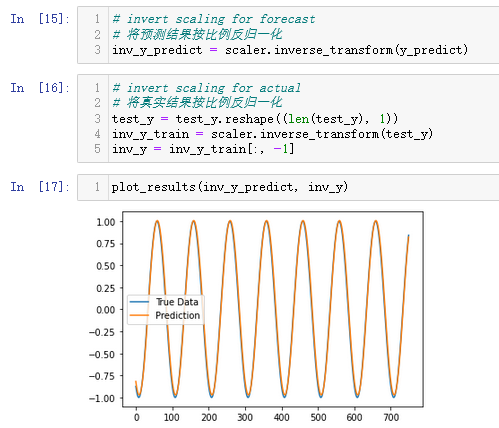 In [15]:
1 # invert scaling for forecast
2 # 将预测结果按比例反归一化
3 inv_y_predict = scaler.inverse_transform(y_predict)
In [16]:
1 # invert scaling for actual
2 # 将真实结果按比例反归一化
3 test_y = test_y.reshape((len(test_y), 1))
4 inv_y_train = scaler.inverse_transform(test_y)
5 inv_y = inv_y_train[:, -1]
In [17]:
1 plot_results(inv_y_predict, inv_y)
1.00
0.75
0.50
0.25
0.00
True Data
Prediction
−0.25
−0.50
−0.75
−1.00
0 100 200 300 400 500 600 700